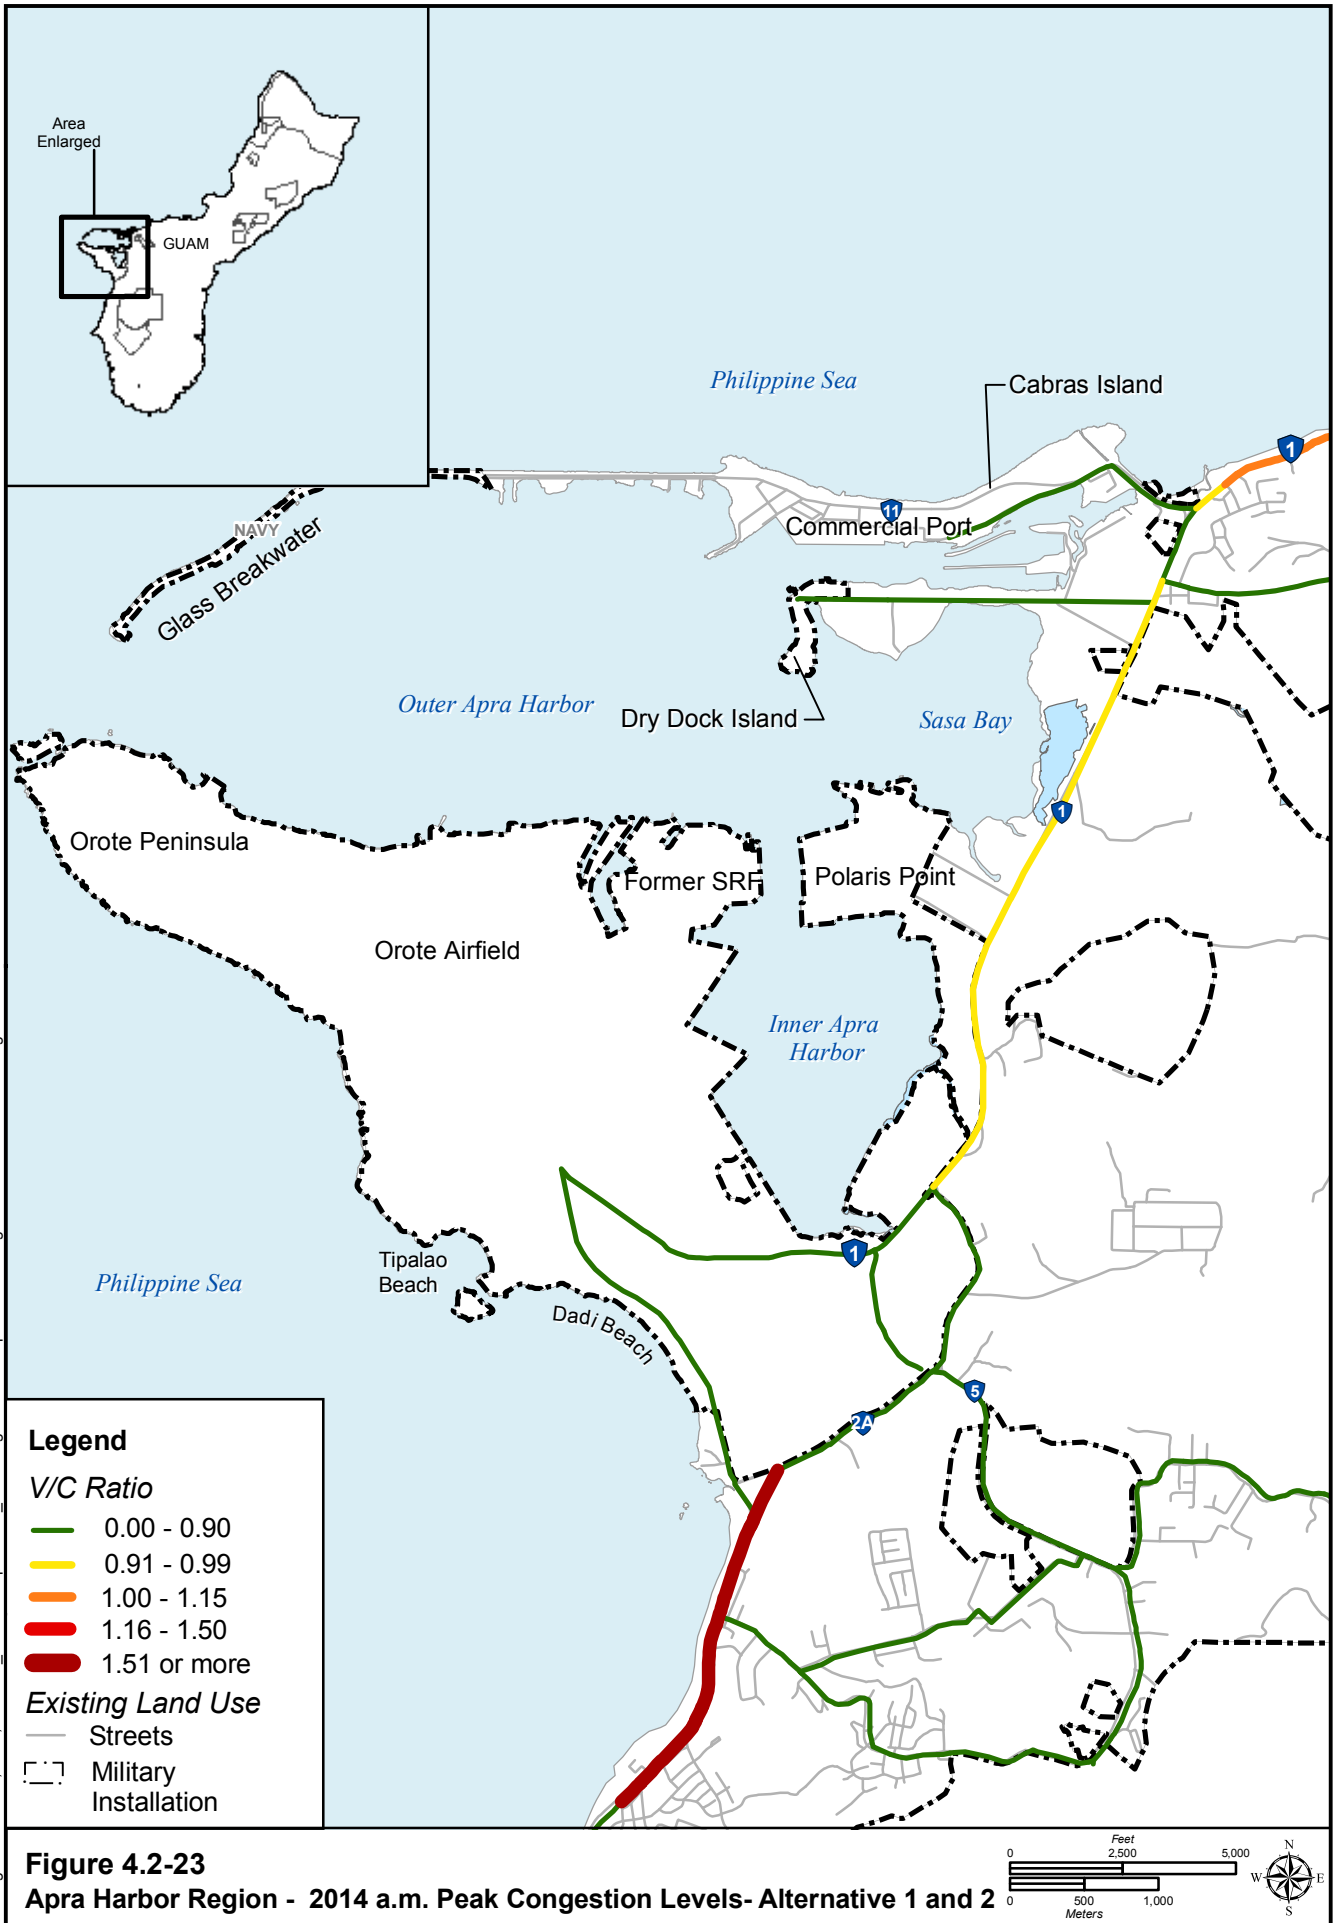 Area
Enlarged
GUAM
Philippine Sea
Cabras Island
1
11
Commercial Port
NAVY
Glass Breakwater
Outer Apra Harbor
Dry Dock Island
Sasa Bay
1
Orote Peninsula
Former SRF
Polaris Point
Orote Airfield
Inner Apra
Harbor
1
Tipalao
Beach
Philippine Sea
Dadi Beach
5
2A
Legend
V/C Ratio
0.00 - 0.90
0.91 - 0.99
1.00 - 1.15
1.16 - 1.50
1.51 or more
Existing Land Use
Streets
Military
Installation
Figure 4.2-23
Apra Harbor Region - 2014 a.m. Peak Congestion Levels- Alternative 1 and 2
Feet
0 2,500 5,000
0 500 1,000
Meters
N
W E
S